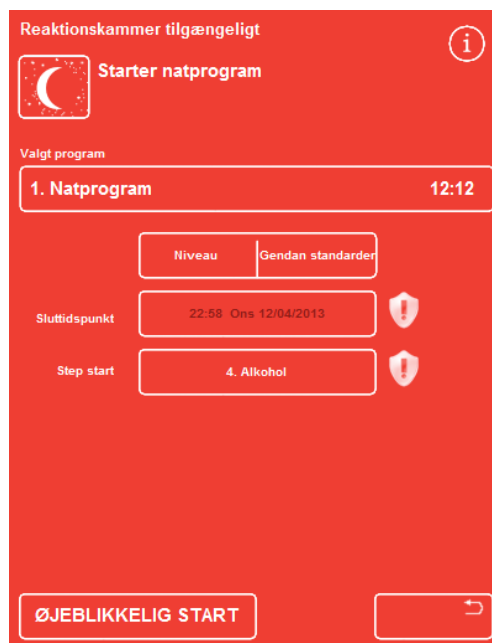 Reaktionskammer tilgængeligt
Starter natprogram
Valgt program
1. Natprogram 12:12
Niveau Gendan standarder
Sluttidspunkt 22:58 Ons 12/04/2013
Step start 4. Alkohol
ØJEBLIKKELIG START